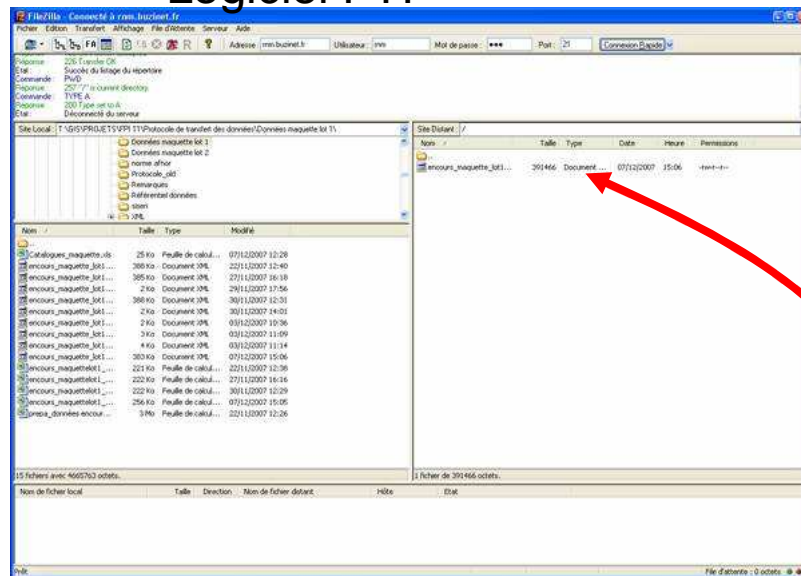 FileZilla - Connecté à rnm.buzinet.fr
Fichier Edition Transfert Affichage File d'Attente Serveur Aide
Adresse rnm.buzinet.fr Utilisateur: rnm Mot de passe: ●●● Port: 21 Connexion Rapide
Réponse 226 Transfer OK
Etat: Succès du listage du répertoire
Commande: PWD
Réponse 257 "/" is current directory.
Commande: TYPE A
Réponse 200 Type set to A
Etat: Déconnecté du serveur
Site Local: T:\GIS\PROJETS\FPI 11\Protocole de transfert des données\Données maquette lot 1\
Données maquette lot 1
Données maquette lot 2
norme afnor
Protocole_old
Remarques
Référentiel données
XML
Nom / Taille Type Modifié
..
Catalogues_maquette.xls 25 Ko Feuille de calcul... 07/12/2007 12:28
encours_maquette_lot1... 388 Ko Document XML 22/11/2007 12:40
encours_maquette_lot1... 385 Ko Document XML 27/11/2007 16:18
encours_maquette_lot1... 2 Ko Document XML 29/11/2007 17:56
encours_maquette_lot1... 388 Ko Document XML 30/11/2007 12:31
encours_maquette_lot1... 2 Ko Document XML 30/11/2007 14:01
encours_maquette_lot1... 2 Ko Document XML 03/12/2007 10:36
encours_maquette_lot1... 3 Ko Document XML 03/12/2007 11:09
encours_maquette_lot1... 4 Ko Document XML 03/12/2007 11:14
encours_maquette_lot1... 383 Ko Document XML 07/12/2007 15:06
encours_maquettelot1_... 221 Ko Feuille de calcul... 22/11/2007 12:38
encours_maquettelot1_... 222 Ko Feuille de calcul... 27/11/2007 16:16
encours_maquettelot1_... 222 Ko Feuille de calcul... 30/11/2007 12:29
encours_maquettelot1_... 256 Ko Feuille de calcul... 07/12/2007 15:05
prepa_données encour... 3 Mo Feuille de calcul... 22/11/2007 12:26
15 fichiers avec 4665763 octets.
Site Distant: /
Nom / Taille Type Date Heure Permissions
..
encours_maquette_lot1... 391466 Document ... 07/12/2007 15:06
1 fichier de 391466 octets.
Nom de fichier local Taille Direction Nom de fichier distant Hôte Etat
Prêt File d'attente : 0 octets